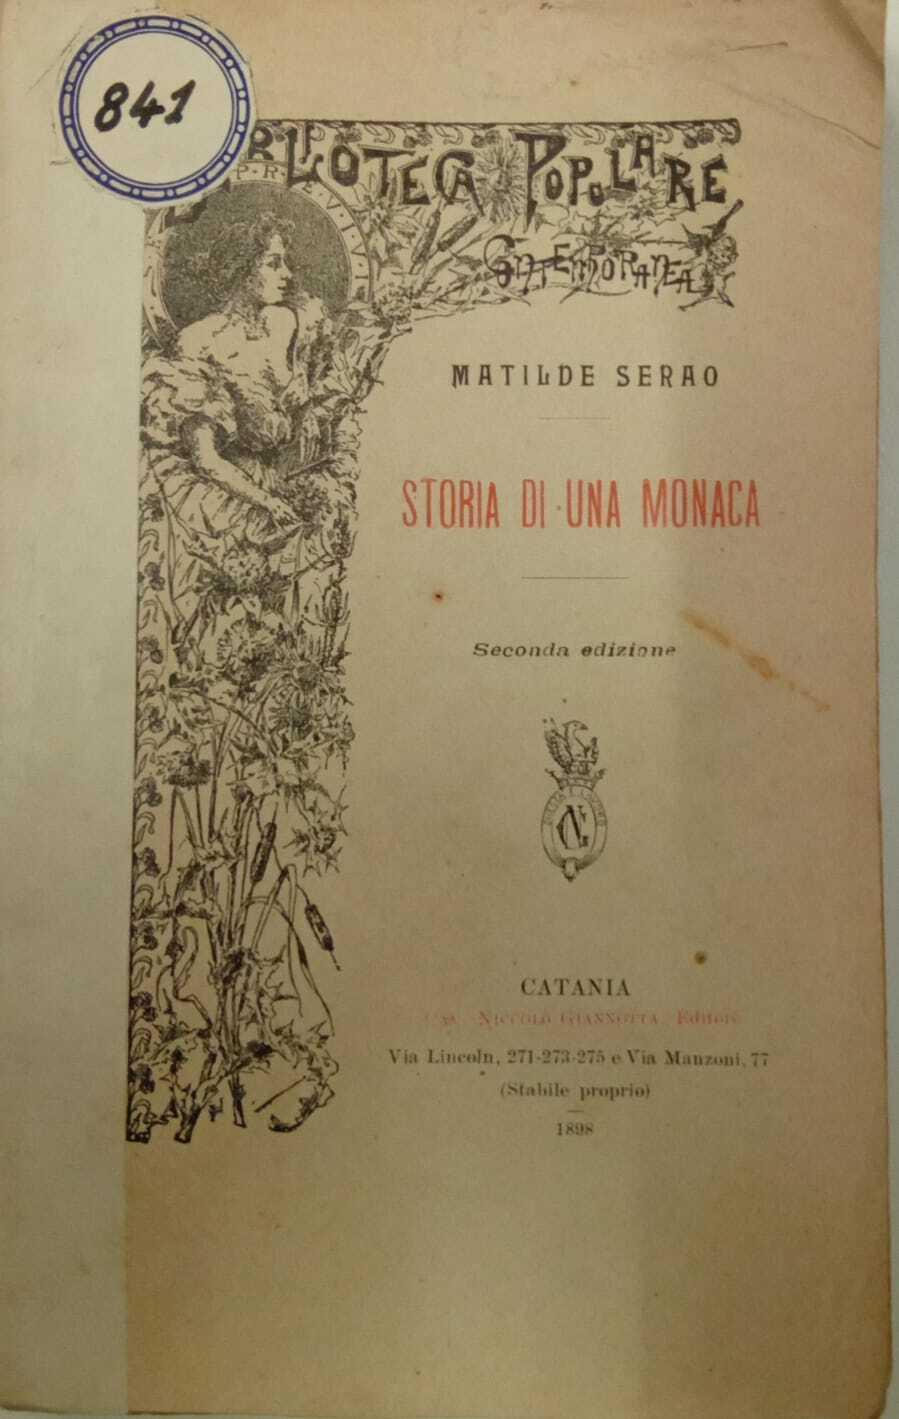 841
BIBLIOTECA POPOLARE
CONTEMPORANEA
MATILDE SERAO
STORIA DI UNA MONACA
Seconda edizione
CATANIA
Cav. Niccolò Giannotta, Editore
Via Lincoln, 271-273-275 e Via Manzoni, 77
(Stabile proprio)
1898